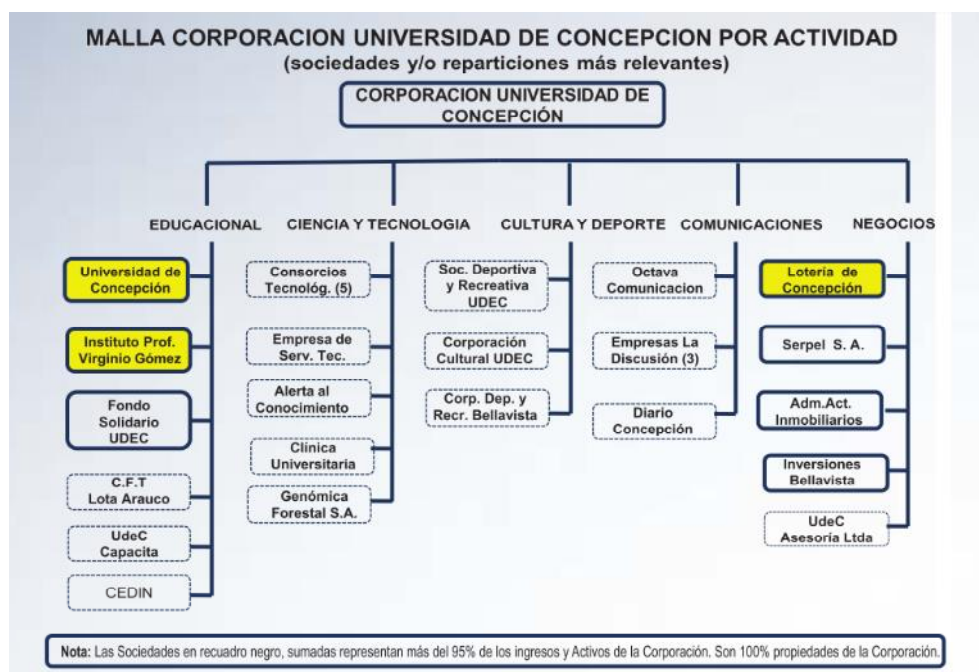 MALLA CORPORACION UNIVERSIDAD DE CONCEPCION POR ACTIVIDAD
(sociedades y/o reparticiones más relevantes)
CORPORACION UNIVERSIDAD DE
CONCEPCIÓN
EDUCACIONAL
Universidad de
Concepción
Instituto Prof.
Virginio Gómez
Fondo
Solidario
UDEC
C.F.T
Lota Arauco
UdeC
Capacita
CEDIN
CIENCIA Y TECNOLOGIA
Consorcios
Tecnológ. (5)
Empresa de
Serv. Tec.
Alerta al
Conocimiento
Clínica
Universitaria
Genómica
Forestal S.A.
CULTURA Y DEPORTE
Soc. Deportiva
y Recreativa
UDEC
Corporación
Cultural UDEC
Corp. Dep. y
Recr. Bellavista
COMUNICACIONES
Octava
Comunicacion
Empresas La
Discusión (3)
Diario
Concepción
NEGOCIOS
Lotería de
Concepción
Serpel S. A.
Adm.Act.
Inmobiliarios
Inversiones
Bellavista
UdeC
Asesoría Ltda
Nota: Las Sociedades en recuadro negro, sumadas representan más del 95% de los ingresos y Activos de la Corporación. Son 100% propiedades de la Corporación.